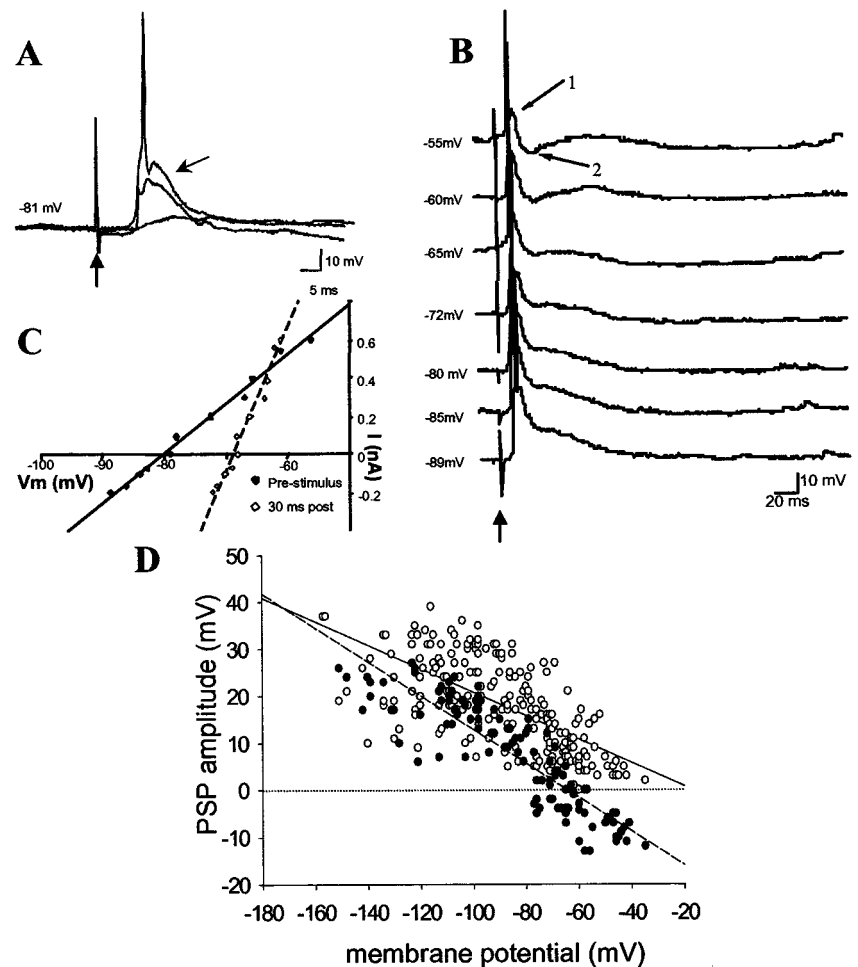 A
-81 mV
10 mV
5 ms
B
1
2
-55mV
-60mV
-65mV
-72mV
-80 mV
-85mV
-89mV
10 mV
20 ms
C
0.6
0.4
0.2
0
-0.2
I (nA)
-100 -90 -80 -70 -60
Vm (mV)
Pre-stimulus
30 ms post
D
50
40
30
20
10
0
-10
-20
PSP amplitude (mV)
-180 -160 -140 -120 -100 -80 -60 -40 -20
membrane potential (mV)